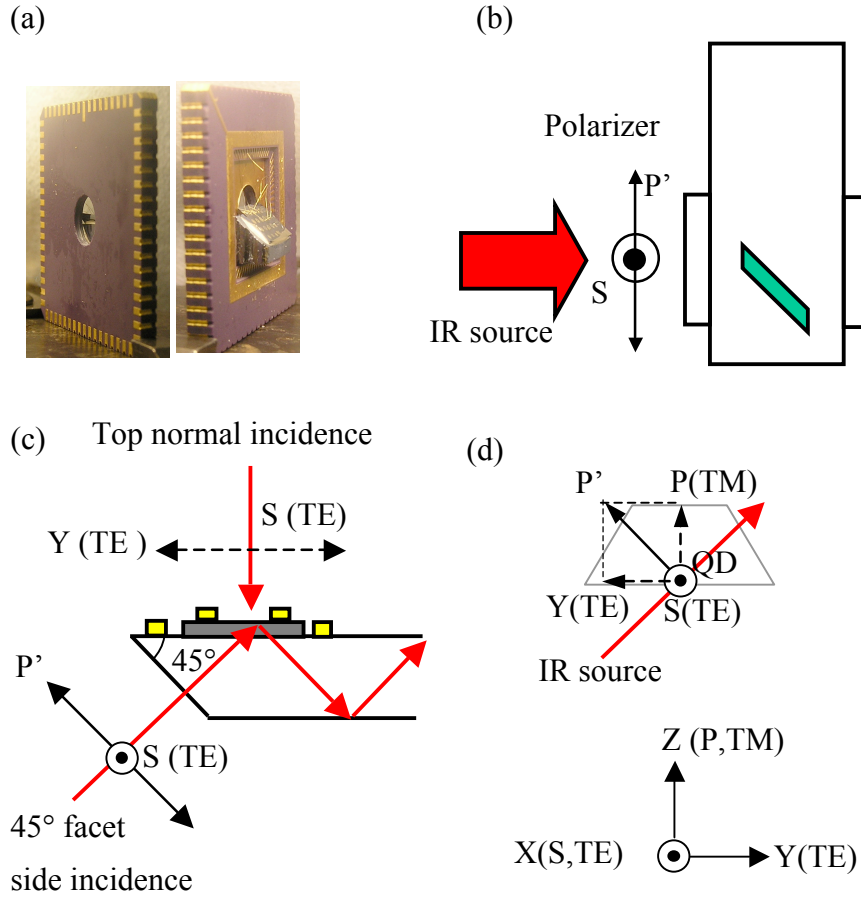 (a)
(b)
Polarizer
P’
S
IR source
(c)
Top normal incidence
S (TE)
Y (TE )
45°
P’
S (TE)
45° facet
side incidence
(d)
P’
P(TM)
QD
Y(TE)
S(TE)
IR source
Z (P,TM)
X(S,TE)
Y(TE)